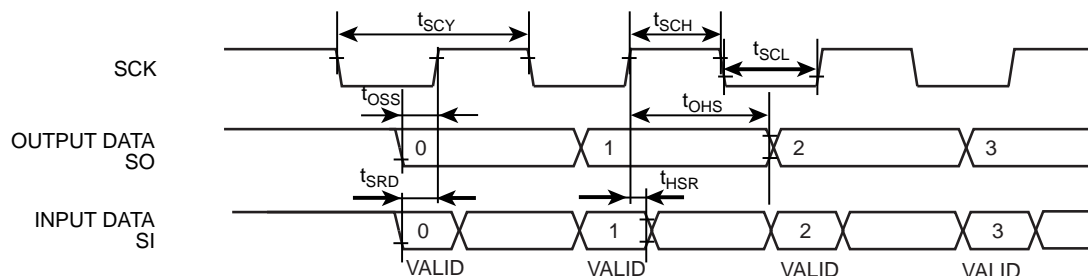 tSCY
tSCH
tSCL
SCK
tOSS
tOHS
OUTPUT DATA
SO
0
1
2
3
tSRD
tHSR
INPUT DATA
SI
0
1
2
3
VALID
VALID
VALID
VALID